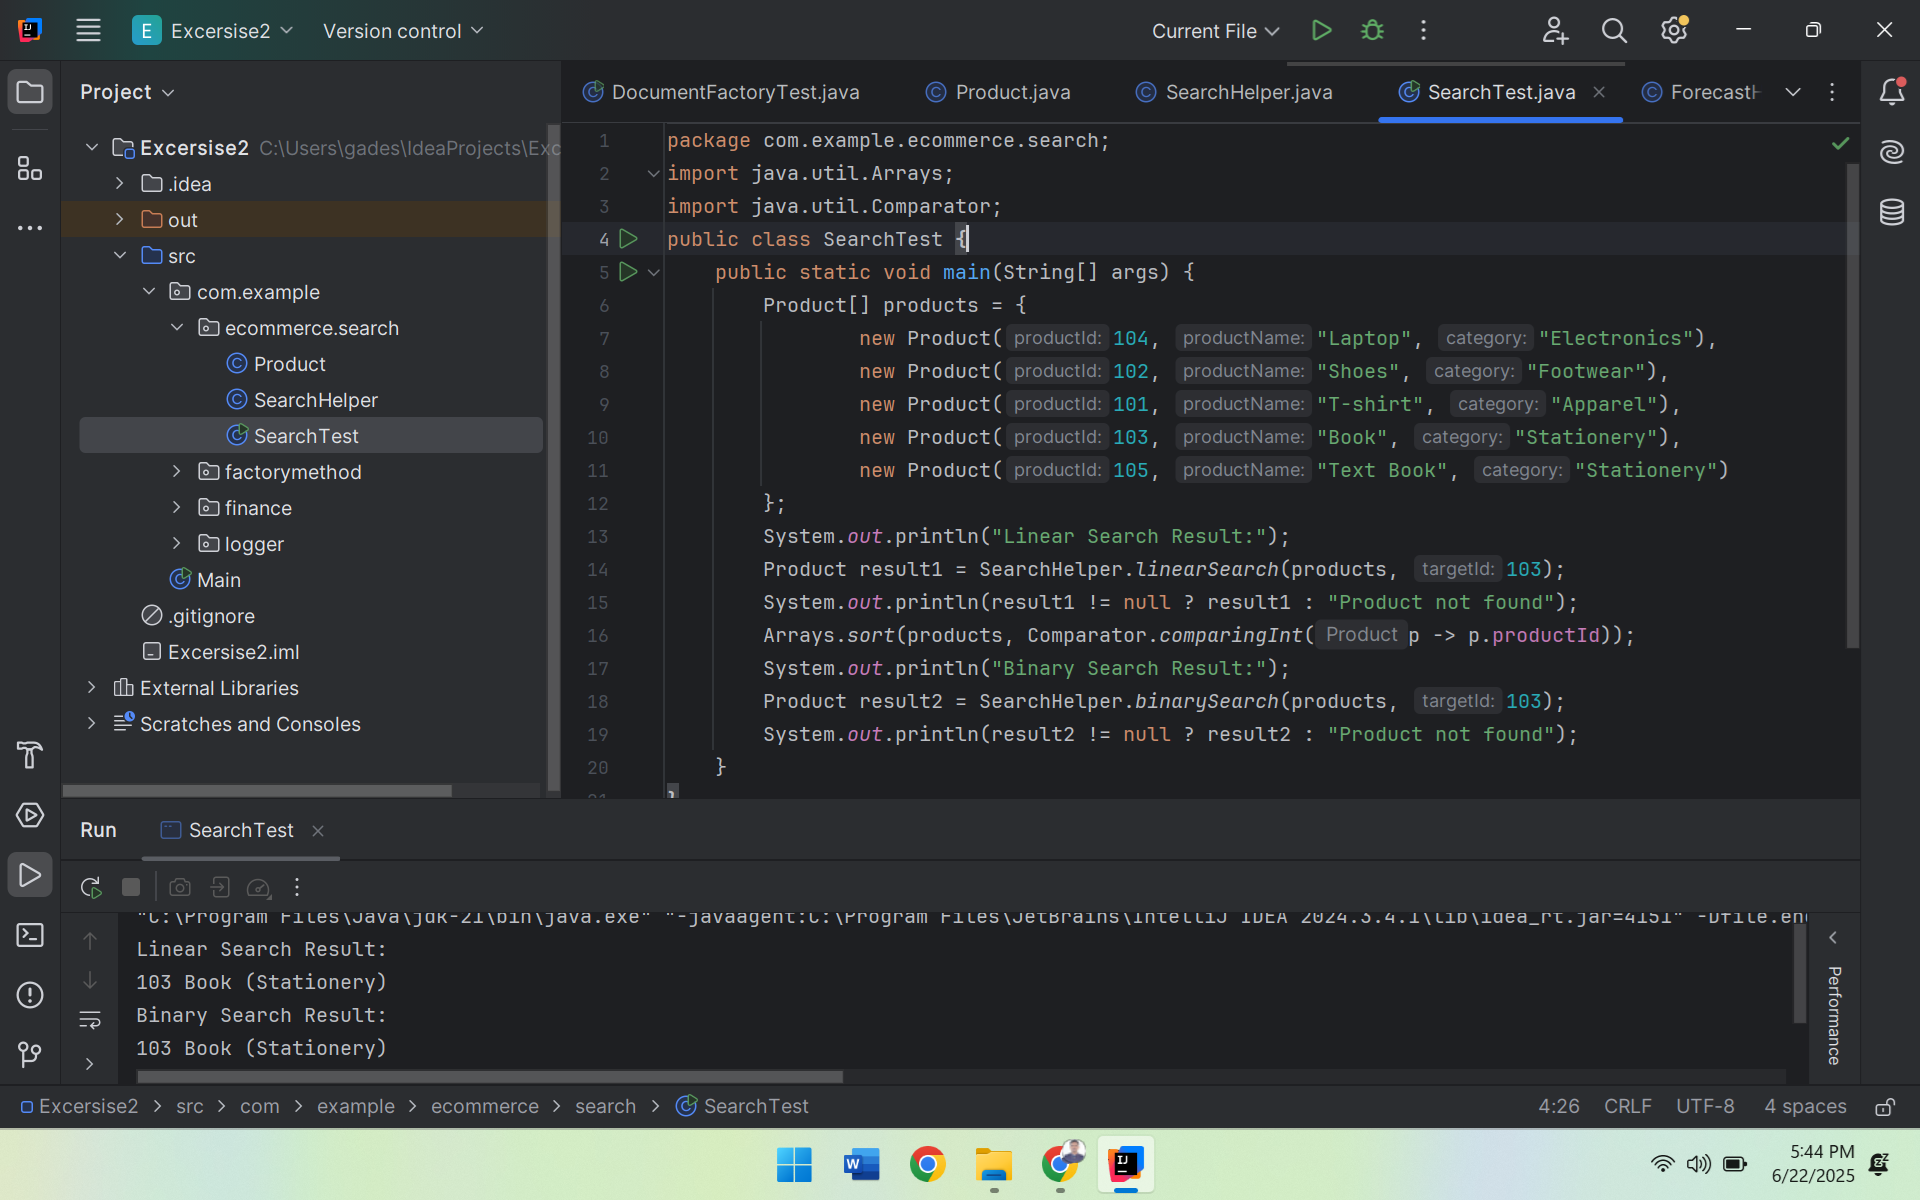 E Excersise2 Version control Current File
Project
Excersise2 C:\Users\gades\IdeaProjects\Exc
.idea
out
src
com.example
ecommerce.search
Product
SearchHelper
SearchTest
factorymethod
finance
logger
Main
.gitignore
Excersise2.iml
External Libraries
Scratches and Consoles
DocumentFactoryTest.java Product.java SearchHelper.java SearchTest.java ForecastH
1 package com.example.ecommerce.search;
2 import java.util.Arrays;
3 import java.util.Comparator;
4 public class SearchTest {
5 public static void main(String[] args) {
6 Product[] products = {
7 new Product( productId: 104, productName: "Laptop", category: "Electronics"),
8 new Product( productId: 102, productName: "Shoes", category: "Footwear"),
9 new Product( productId: 101, productName: "T-shirt", category: "Apparel"),
10 new Product( productId: 103, productName: "Book", category: "Stationery"),
11 new Product( productId: 105, productName: "Text Book", category: "Stationery")
12 };
13 System.out.println("Linear Search Result:");
14 Product result1 = SearchHelper.linearSearch(products, targetId: 103);
15 System.out.println(result1 != null ? result1 : "Product not found");
16 Arrays.sort(products, Comparator.comparingInt( Product p -> p.productId));
17 System.out.println("Binary Search Result:");
18 Product result2 = SearchHelper.binarySearch(products, targetId: 103);
19 System.out.println(result2 != null ? result2 : "Product not found");
20 }
21 }
Run SearchTest
"C:\Program Files\Java\jdk-21\bin\java.exe" "-javaagent:C:\Program Files\JetBrains\IntelliJ IDEA 2024.3.4.1\lib\idea_rt.jar=4151" -Dfile.en
Linear Search Result:
103 Book (Stationery)
Binary Search Result:
103 Book (Stationery)
Performance
Excersise2 > src > com > example > ecommerce > search > SearchTest 4:26 CRLF UTF-8 4 spaces
5:44 PM
6/22/2025